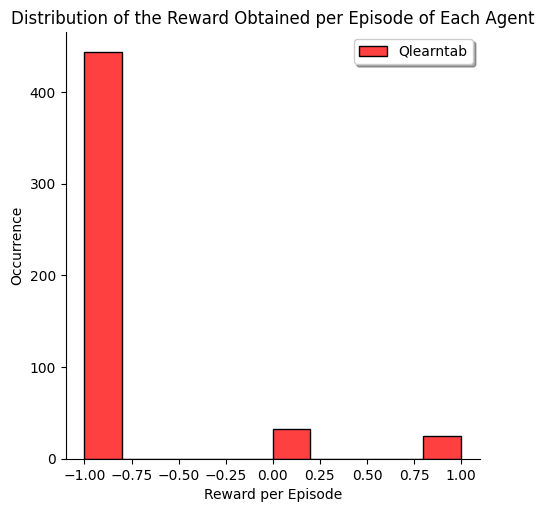 Distribution of the Reward Obtained per Episode of Each Agent
Qlearntab
400
300
200
100
0
Occurrence
−1.00 −0.75 −0.50 −0.25 0.00 0.25 0.50 0.75 1.00
Reward per Episode